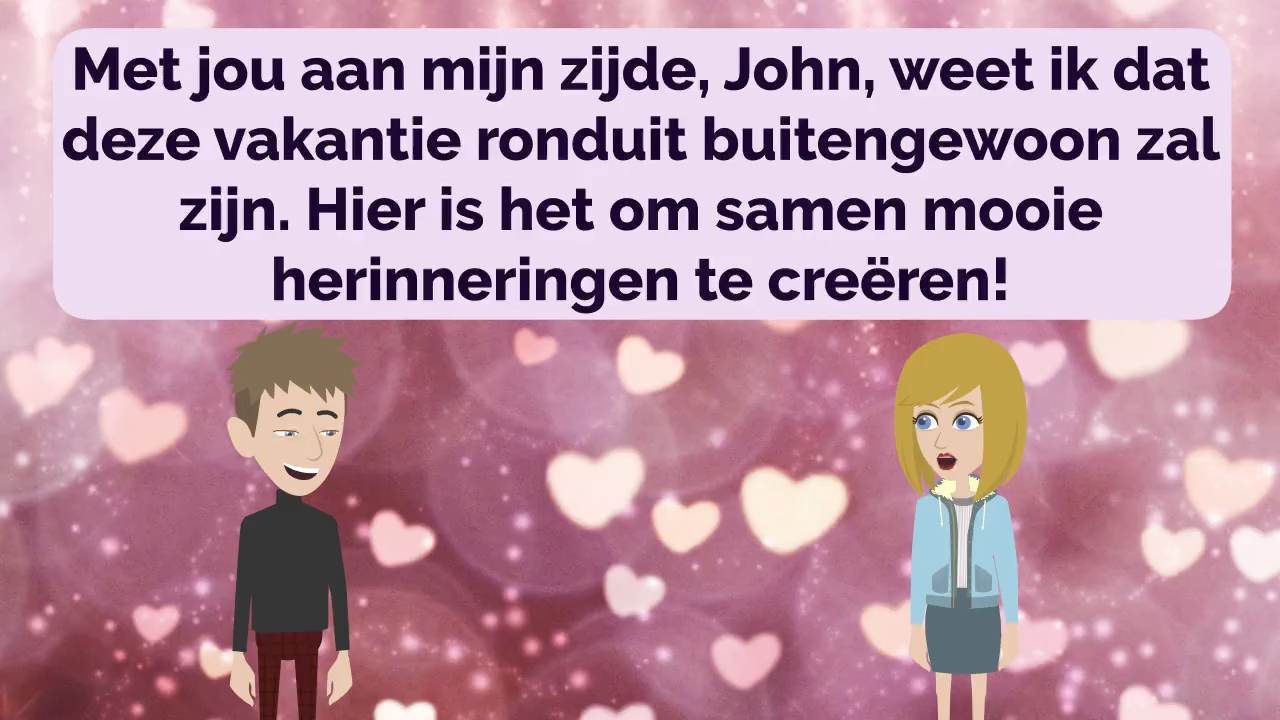 Met jou aan mijn zijde, John, weet ik dat
deze vakantie ronduit buitengewoon zal
zijn. Hier is het om samen mooie
herinneringen te creëren!